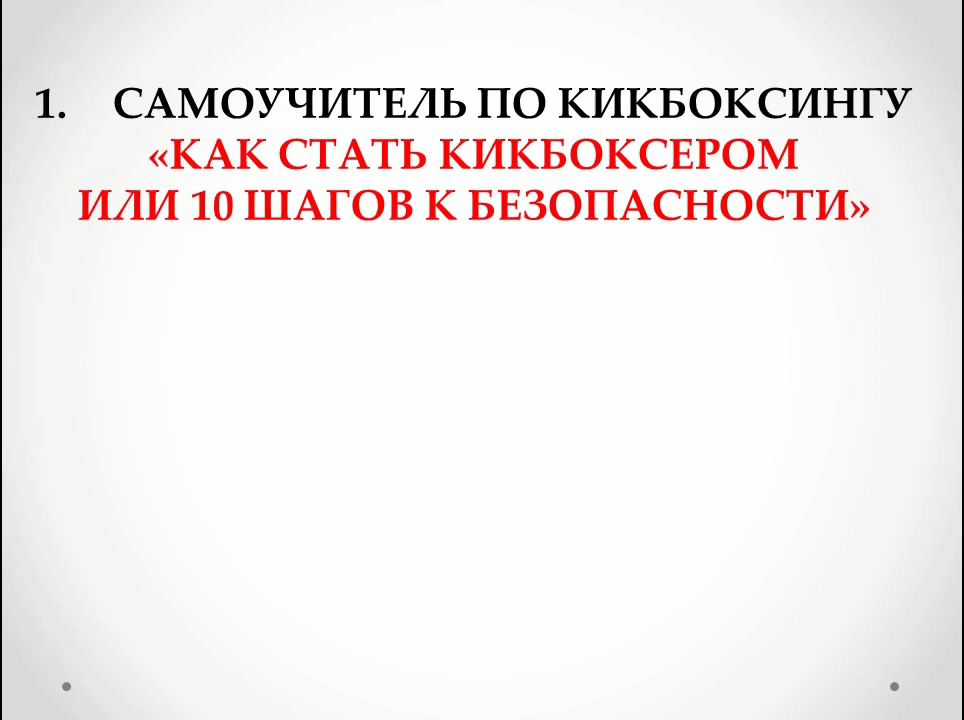 1. САМОУЧИТЕЛЬ ПО КИКБОКСИНГУ
«КАК СТАТЬ КИКБОКСЕРОМ
ИЛИ 10 ШАГОВ К БЕЗОПАСНОСТИ»